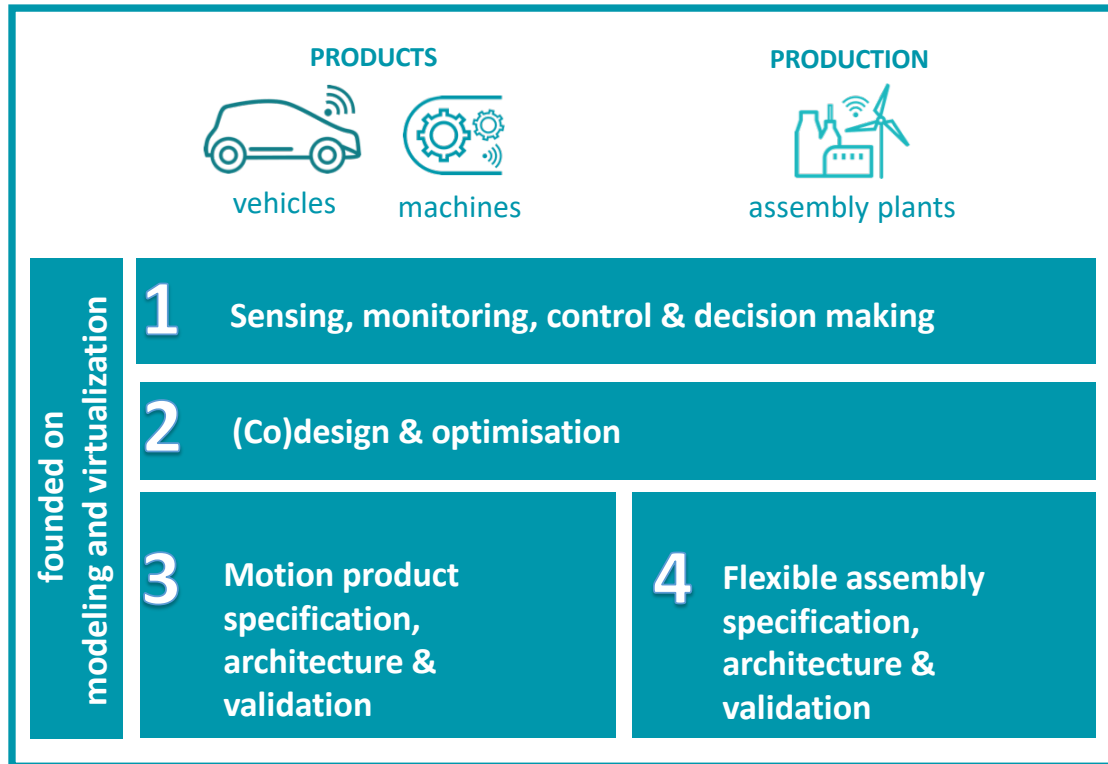 PRODUCTS
PRODUCTION
vehicles
machines
assembly plants
founded on
modeling and virtualization
1
Sensing, monitoring, control & decision making
2
(Co)design & optimisation
3
Motion product
specification,
architecture &
validation
4
Flexible assembly
specification,
architecture &
validation